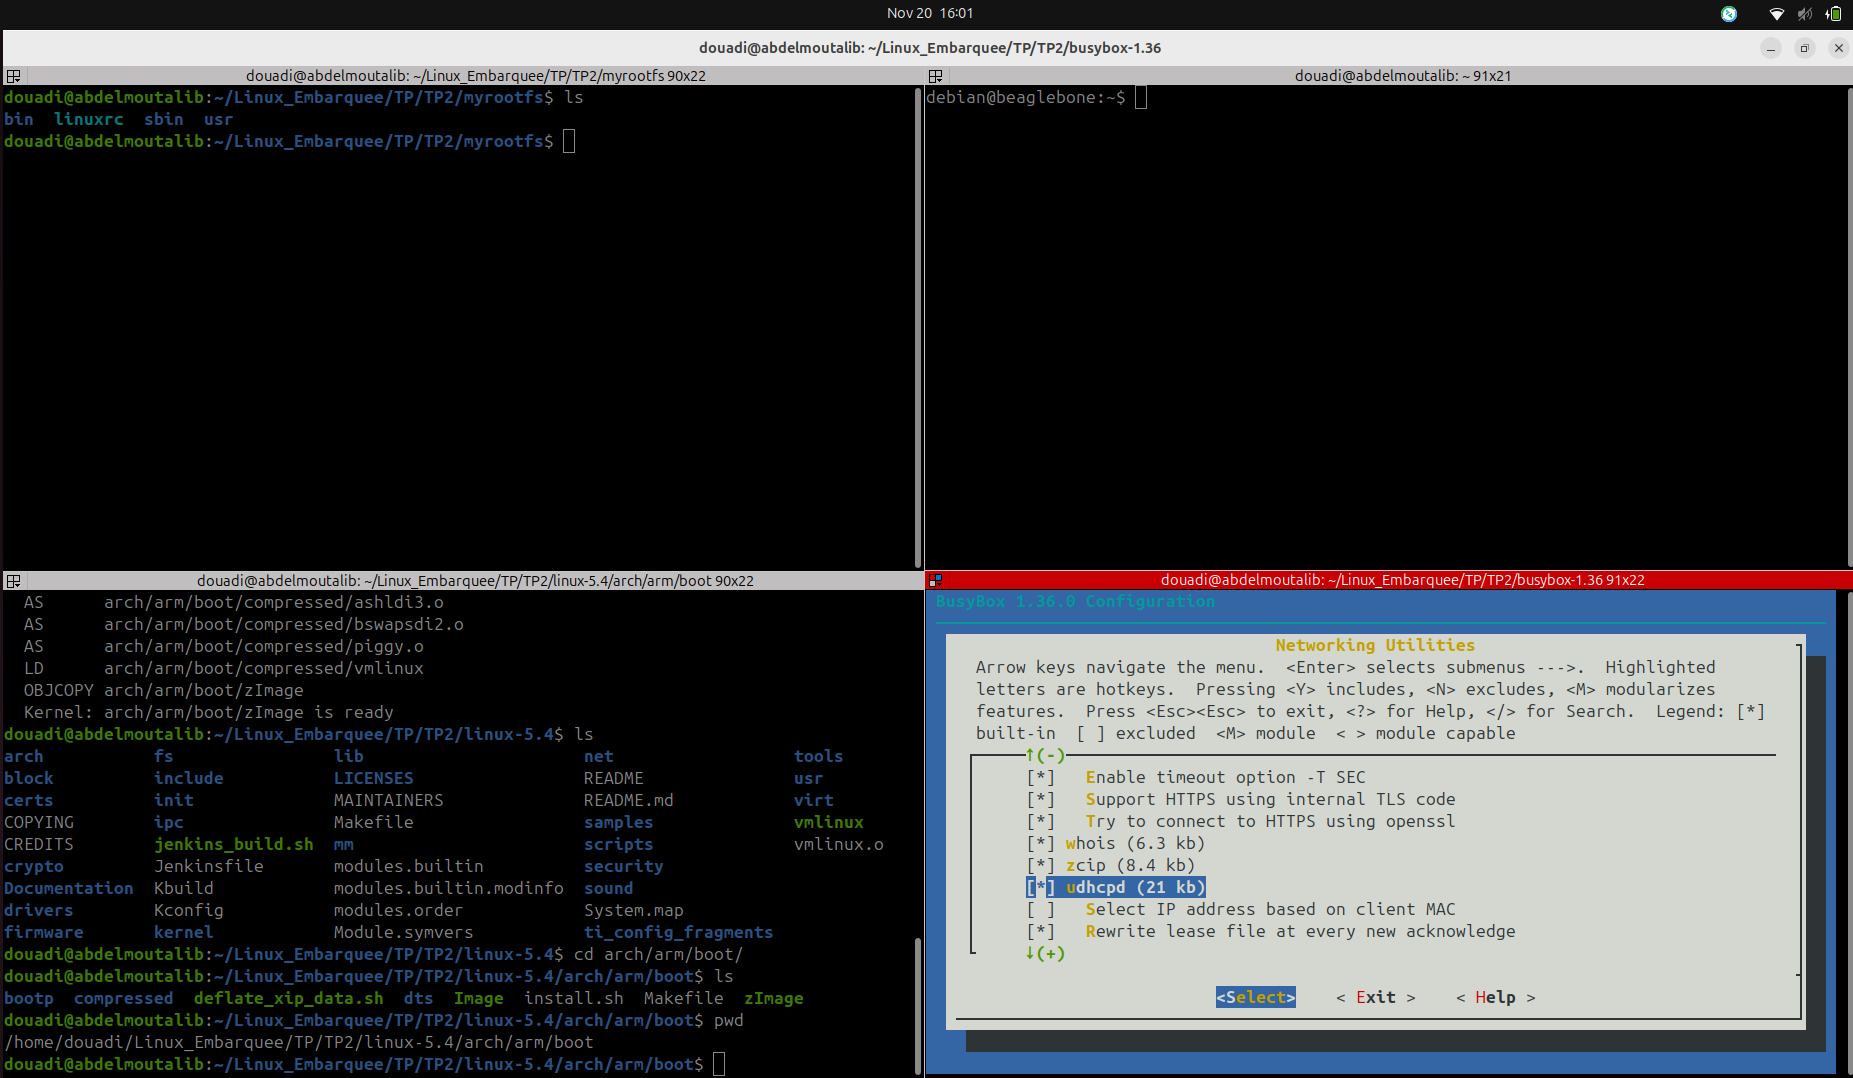 Nov 20 16:01
douadi@abdelmoutalib: ~/Linux_Embarquee/TP/TP2/busybox-1.36
douadi@abdelmoutalib: ~/Linux_Embarquee/TP/TP2/myrootfs 90x22
douadi@abdelmoutalib:~/Linux_Embarquee/TP/TP2/myrootfs$ ls
bin linuxrc sbin usr
douadi@abdelmoutalib:~/Linux_Embarquee/TP/TP2/myrootfs$
douadi@abdelmoutalib: ~ 91x21
debian@beaglebone:~$
douadi@abdelmoutalib: ~/Linux_Embarquee/TP/TP2/linux-5.4/arch/arm/boot 90x22
AS arch/arm/boot/compressed/ashldi3.o
AS arch/arm/boot/compressed/bswapsdi2.o
AS arch/arm/boot/compressed/piggy.o
LD arch/arm/boot/compressed/vmlinux
OBJCOPY arch/arm/boot/zImage
Kernel: arch/arm/boot/zImage is ready
douadi@abdelmoutalib:~/Linux_Embarquee/TP/TP2/linux-5.4$ ls
arch fs lib net tools
block include LICENSES README usr
certs init MAINTAINERS README.md virt
COPYING ipc Makefile samples vmlinux
CREDITS jenkins_build.sh mm scripts vmlinux.o
crypto Jenkinsfile modules.builtin security
Documentation Kbuild modules.builtin.modinfo sound
drivers Kconfig modules.order System.map
firmware kernel Module.symvers ti_config_fragments
douadi@abdelmoutalib:~/Linux_Embarquee/TP/TP2/linux-5.4$ cd arch/arm/boot/
douadi@abdelmoutalib:~/Linux_Embarquee/TP/TP2/linux-5.4/arch/arm/boot$ ls
bootp compressed deflate_xip_data.sh dts Image install.sh Makefile zImage
douadi@abdelmoutalib:~/Linux_Embarquee/TP/TP2/linux-5.4/arch/arm/boot$ pwd
/home/douadi/Linux_Embarquee/TP/TP2/linux-5.4/arch/arm/boot
douadi@abdelmoutalib:~/Linux_Embarquee/TP/TP2/linux-5.4/arch/arm/boot$
douadi@abdelmoutalib: ~/Linux_Embarquee/TP/TP2/busybox-1.36 91x22
BusyBox 1.36.0 Configuration
Networking Utilities
Arrow keys navigate the menu. <Enter> selects submenus --->. Highlighted
letters are hotkeys. Pressing <Y> includes, <N> excludes, <M> modularizes
features. Press <Esc><Esc> to exit, <?> for Help, </> for Search. Legend: [*]
built-in [ ] excluded <M> module < > module capable
↑(-)
[*] Enable timeout option -T SEC
[*] Support HTTPS using internal TLS code
[*] Try to connect to HTTPS using openssl
[*] whois (6.3 kb)
[*] zcip (8.4 kb)
[*] udhcpd (21 kb)
[ ] Select IP address based on client MAC
[*] Rewrite lease file at every new acknowledge
↓(+)
<Select> < Exit > < Help >